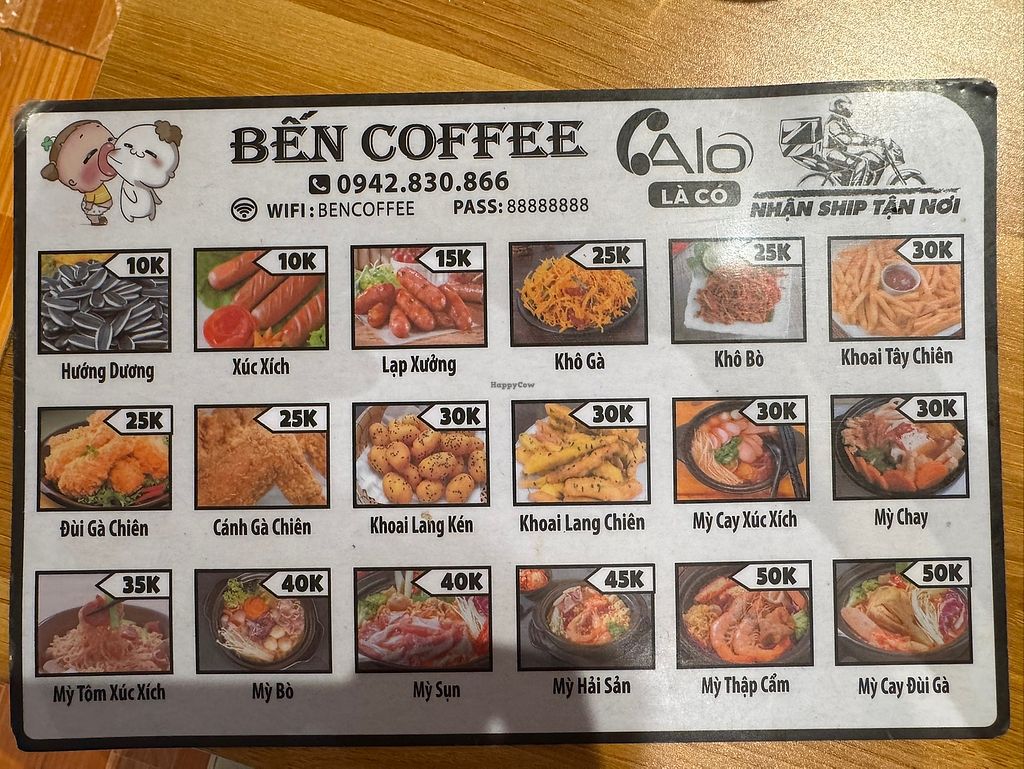 BẾN COFFEE
0942.830.866
WIFI: BENCOFFEE PASS: 88888888
Alo
LÀ CÓ
NHẬN SHIP TẬN NƠI
10K 10K 15K 25K 25K 30K
Hướng Dương Xúc Xích Lạp Xưởng Khô Gà Khô Bò Khoai Tây Chiên
HappyCow
25K 25K 30K 30K 30K 30K
Đùi Gà Chiên Cánh Gà Chiên Khoai Lang Kén Khoai Lang Chiên Mỳ Cay Xúc Xích Mỳ Chay
35K 40K 40K 45K 50K 50K
Mỳ Tôm Xúc Xích Mỳ Bò Mỳ Sụn Mỳ Hải Sản Mỳ Thập Cẩm Mỳ Cay Đùi Gà